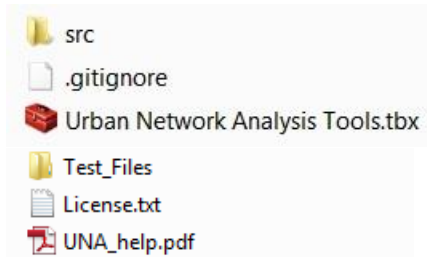 src
.gitignore
Urban Network Analysis Tools.tbx
Test_Files
License.txt
UNA_help.pdf